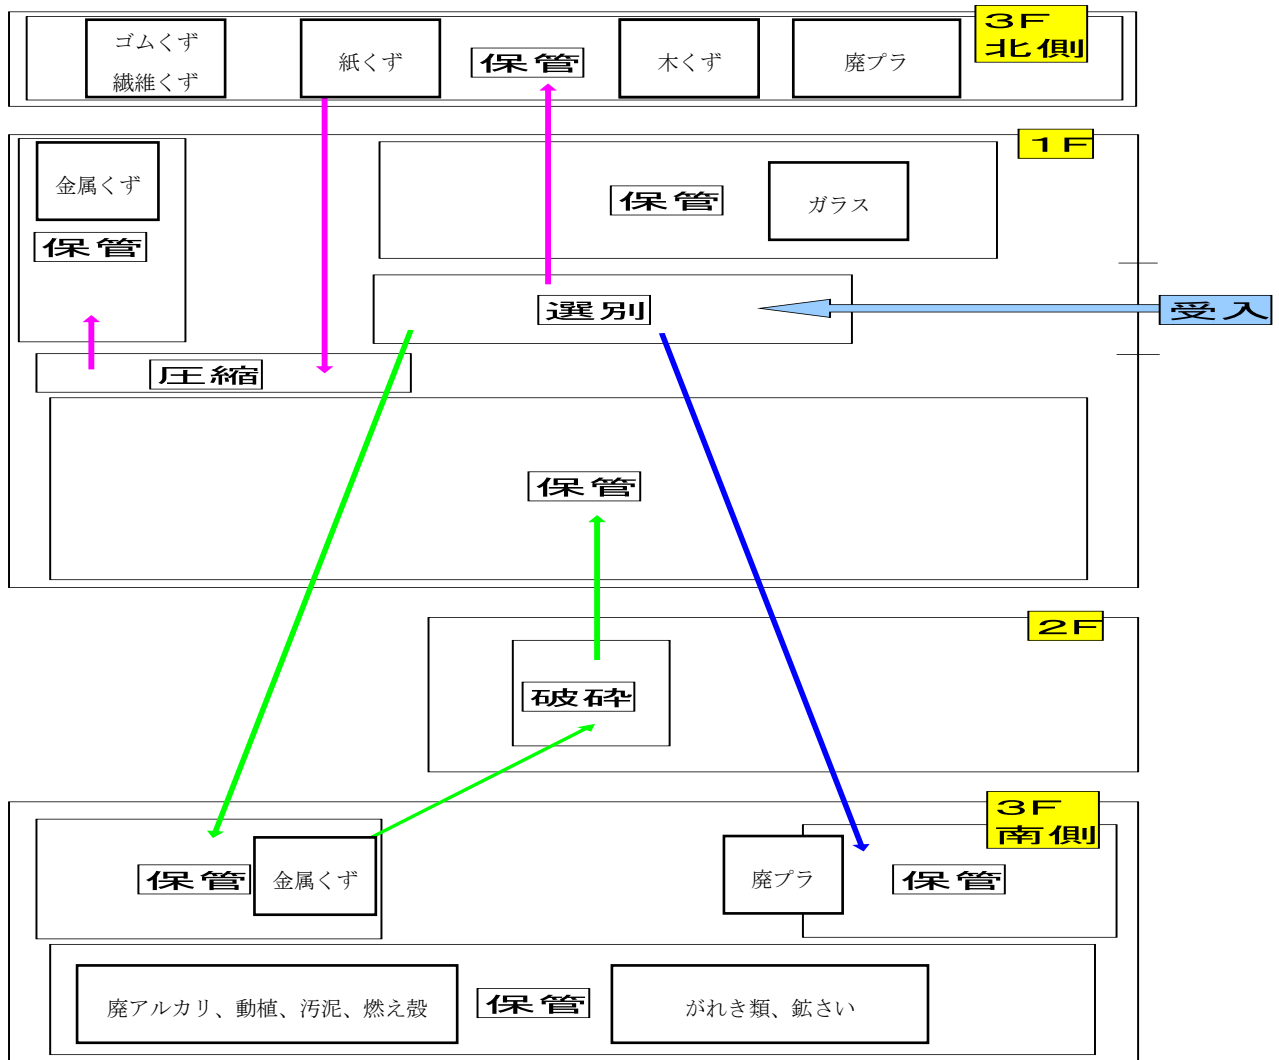 3F
北側
ゴムくず
繊維くず
紙くず
保管
木くず
廃プラ
1F
金属くず
保管
保管
ガラス
選別
受入
圧縮
保管
2F
破砕
3F
南側
保管
金属くず
廃プラ
保管
廃アルカリ、動植、汚泥、燃え殻
保管
がれき類、鉱さい